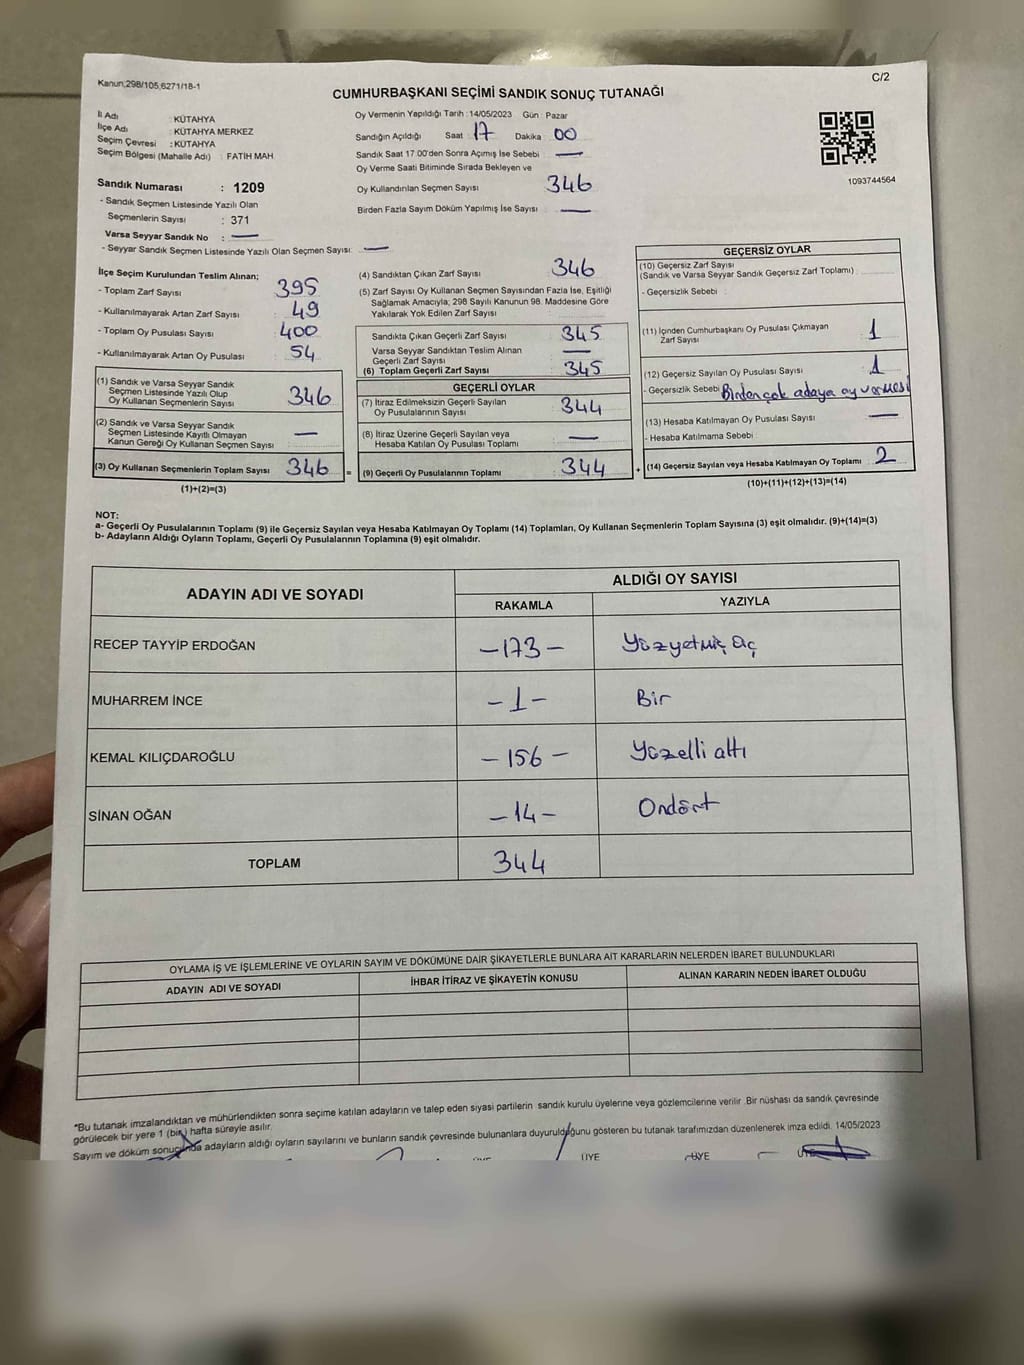 Kanun,298/105,6271/18-1
C/2
CUMHURBAŞKANI SEÇİMİ SANDIK SONUÇ TUTANAĞI
İl Adı : KÜTAHYA
İlçe Adı : KÜTAHYA MERKEZ
Seçim Çevresi : KÜTAHYA
Seçim Bölgesi (Mahalle Adı) : FATİH MAH
Sandık Numarası : 1209
- Sandık Seçmen Listesinde Yazılı Olan
Seçmenlerin Sayısı : 371
Varsa Seyyar Sandık No : —
- Seyyar Sandık Seçmen Listesinde Yazılı Olan Seçmen Sayısı: —
Oy Vermenin Yapıldığı Tarih : 14/05/2023 Gün : Pazar
Sandığın Açıldığı Saat 17 Dakika 00
Sandık Saat 17:00'den Sonra Açımış İse Sebebi —
Oy Verme Saati Bitiminde Sırada Bekleyen ve
Oy Kullandırılan Seçmen Sayısı 346
Birden Fazla Sayım Döküm Yapılmış İse Sayısı —
1093744564
İlçe Seçim Kurulundan Teslim Alınan;
- Toplam Zarf Sayısı 395
- Kullanılmayarak Artan Zarf Sayısı : 49
- Toplam Oy Pusulası Sayısı : 400
- Kullanılmayarak Artan Oy Pusulası : 54
(1) Sandık ve Varsa Seyyar Sandık
Seçmen Listesinde Yazılı Olup
Oy Kullanan Seçmenlerin Sayısı 346
(2) Sandık ve Varsa Seyyar Sandık
Seçmen Listesinde Kayıtlı Olmayan
Kanun Gereği Oy Kullanan Seçmen Sayısı —
(3) Oy Kullanan Seçmenlerin Toplam Sayısı 346 =
(1)+(2)=(3)
(4) Sandıktan Çıkan Zarf Sayısı 346
(5) Zarf Sayısı Oy Kullanan Seçmen Sayısından Fazla İse, Eşitliği
Sağlamak Amacıyla; 298 Sayılı Kanunun 98. Maddesine Göre
Yakılarak Yok Edilen Zarf Sayısı
Sandıkta Çıkan Geçerli Zarf Sayısı 345
Varsa Seyyar Sandıktan Teslim Alınan
Geçerli Zarf Sayısı —
(6) Toplam Geçerli Zarf Sayısı 345
GEÇERLİ OYLAR
(7) İtiraz Edilmeksizin Geçerli Sayılan
Oy Pusulalarının Sayısı 344
(8) İtiraz Üzerine Geçerli Sayılan veya
Hesaba Katılan Oy Pusulası Toplamı —
(9) Geçerli Oy Pusulalarının Toplamı 344 +
GEÇERSİZ OYLAR
(10) Geçersiz Zarf Sayısı
(Sandık ve Varsa Seyyar Sandık Geçersiz Zarf Toplamı)
- Geçersizlik Sebebi :
(11) İçinden Cumhurbaşkanı Oy Pusulası Çıkmayan
Zarf Sayısı 1
(12) Geçersiz Sayılan Oy Pusulası Sayısı 1
- Geçersizlik Sebebi Birden çok adaya oy vermesi
(13) Hesaba Katılmayan Oy Pusulası Sayısı —
- Hesaba Katılmama Sebebi
(14) Geçersiz Sayılan veya Hesaba Katılmayan Oy Toplamı 2
(10)+(11)+(12)+(13)=(14)
NOT:
a- Geçerli Oy Pusulalarının Toplamı (9) ile Geçersiz Sayılan veya Hesaba Katılmayan Oy Toplamı (14) Toplamları, Oy Kullanan Seçmenlerin Toplam Sayısına (3) eşit olmalıdır. (9)+(14)=(3)
b- Adayların Aldığı Oyların Toplamı, Geçerli Oy Pusulalarının Toplamına (9) eşit olmalıdır.
ADAYIN ADI VE SOYADI
ALDIĞI OY SAYISI
RAKAMLA YAZIYLA
RECEP TAYYİP ERDOĞAN -173- Yüzyetmiş üç
MUHARREM İNCE -1- Bir
KEMAL KILIÇDAROĞLU -156- Yüzelli altı
SİNAN OĞAN -14- Ondört
TOPLAM 344
OYLAMA İŞ VE İŞLEMLERİNE VE OYLARIN SAYIM VE DÖKÜMÜNE DAİR ŞİKAYETLERLE BUNLARA AİT KARARLARIN NELERDEN İBARET BULUNDUKLARI
ADAYIN ADI VE SOYADI İHBAR İTİRAZ VE ŞİKAYETİN KONUSU ALINAN KARARIN NEDEN İBARET OLDUĞU
*Bu tutanak imzalandıktan ve mühürlendikten sonra seçime katılan adayların ve talep eden siyasi partilerin sandık kurulu üyelerine veya gözlemcilerine verilir. Bir nüshası da sandık çevresinde
görülecek bir yere 1 (bir) hafta süreyle asılır.
Sayım ve döküm sonucunda adayların aldığı oyların sayılarını ve bunların sandık çevresinde bulunanlara duyurulduğunu gösteren bu tutanak tarafımızdan düzenlenerek imza edildi. 14/05/2023
ÜYE ÜYE